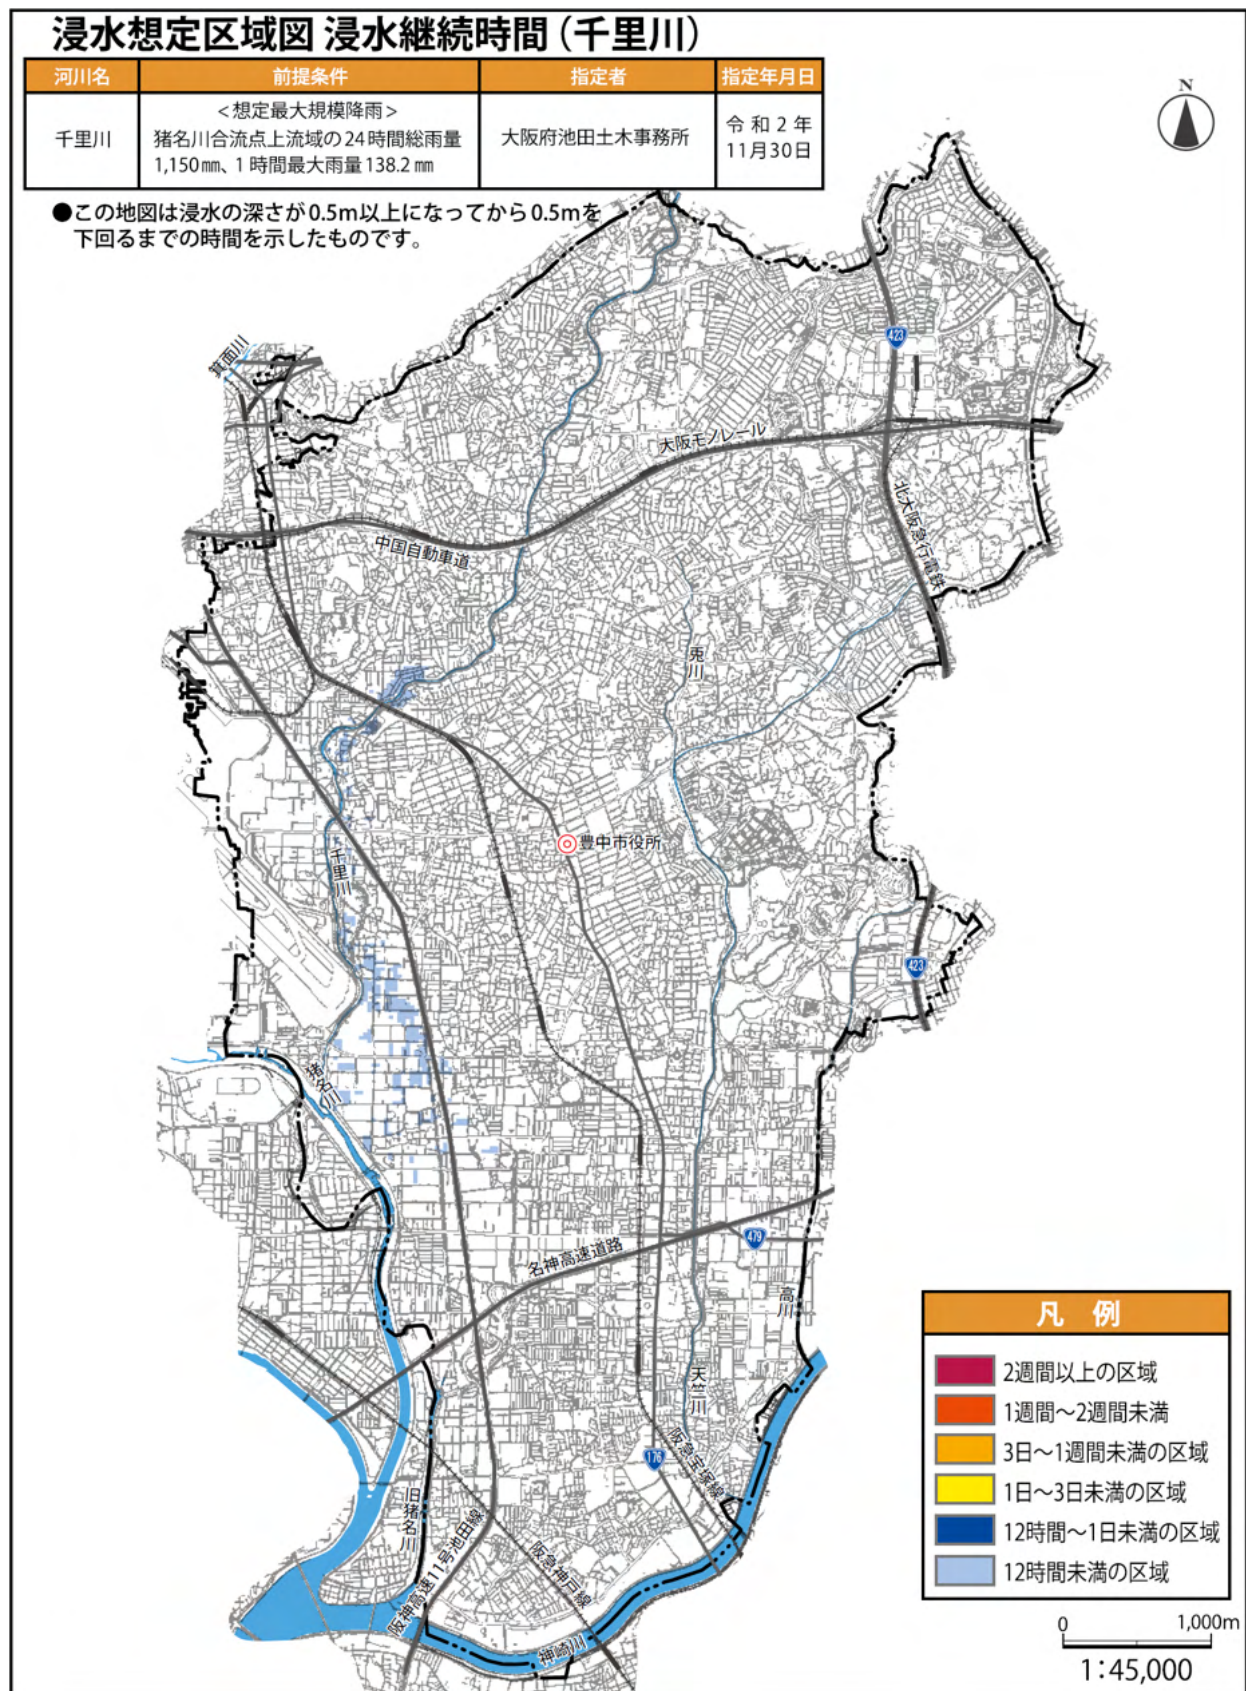 浸水想定区域図 浸水継続時間（千里川）
河川名
前提条件
指定者
指定年月日
千里川
＜想定最大規模降雨＞
猪名川合流点上流域の24時間総雨量
1,150㎜、1時間最大雨量138.2㎜
大阪府池田土木事務所
令和2年
11月30日
N
●この地図は浸水の深さが0.5m以上になってから0.5mを
下回るまでの時間を示したものです。
箕面川
423
大阪モノレール
北大阪急行電鉄
中国自動車道
兎川
豊中市役所
千里川
423
猪名川
479
名神高速道路
高川
天竺川
阪急宝塚線
176
旧猪名川
阪神高速11号池田線
阪急神戸線
神崎川
凡 例
2週間以上の区域
1週間～2週間未満
3日～1週間未満の区域
1日～3日未満の区域
12時間～1日未満の区域
12時間未満の区域
0 1,000m
1：45,000